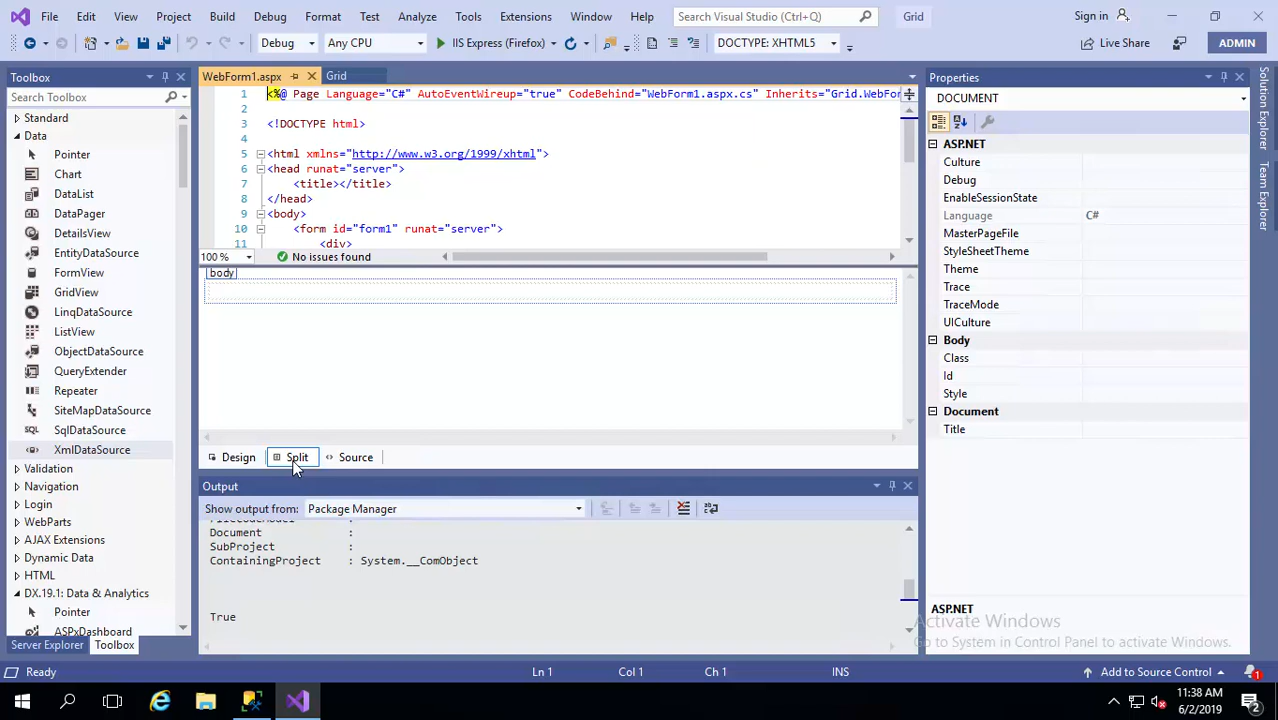 File Edit View Project Build Debug Format Test Analyze Tools Extensions Window Help Search Visual Studio (Ctrl+Q) Grid Sign in
Debug Any CPU IIS Express (Firefox) DOCTYPE: XHTML5 Live Share ADMIN
Toolbox
Search Toolbox
Standard
Data
Pointer
Chart
DataList
DataPager
DetailsView
EntityDataSource
FormView
GridView
LinqDataSource
ListView
ObjectDataSource
QueryExtender
Repeater
SiteMapDataSource
SqlDataSource
XmlDataSource
Validation
Navigation
Login
WebParts
AJAX Extensions
Dynamic Data
HTML
DX.19.1: Data & Analytics
Pointer
ASPxDashboard
Server Explorer Toolbox
WebForm1.aspx Grid
1 <%@ Page Language="C#" AutoEventWireup="true" CodeBehind="WebForm1.aspx.cs" Inherits="Grid.WebFor
2
3 <!DOCTYPE html>
4
5 <html xmlns="http://www.w3.org/1999/xhtml">
6 <head runat="server">
7 <title></title>
8 </head>
9 <body>
10 <form id="form1" runat="server">
11 <div>
100 % No issues found
body
Design Split Source
Output
Show output from: Package Manager
Document :
SubProject :
ContainingProject : System.__ComObject
True
Properties
DOCUMENT
ASP.NET
Culture
Debug
EnableSessionState
Language C#
MasterPageFile
StyleSheetTheme
Theme
Trace
TraceMode
UICulture
Body
Class
Id
Style
Document
Title
ASP.NET
Activate Windows
Go to System in Control Panel to activate Windows.
Solution Explorer
Team Explorer
Ready Ln 1 Col 1 Ch 1 INS Add to Source Control 1
11:38 AM
6/2/2019
2